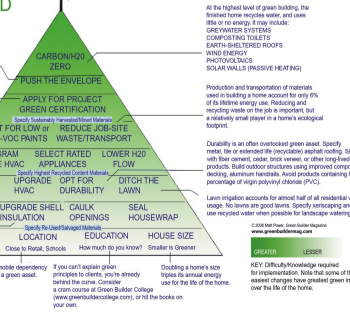 D
At the highest level of green building, the
finished home recycles water, and uses
little or no energy. It may include:
GREYWATER SYSTEMS
COMPOSTING TOILETS
EARTH-SHELTERED ROOFS
WIND ENERGY
PHOTOVOLTAICS
SOLAR WALLS (PASSIVE HEATING)
CARBON/H20
ZERO
PUSH THE ENVELOPE
APPLY FOR PROJECT
GREEN CERTIFICATION
Specify Sustainably Harvested/Mined Materials
T FOR LOW or REDUCE JOB-SITE
-VOC PAINTS WASTE/TRANSPORT
GRAM SELECT RATED LOWER H20
E HVAC APPLIANCES FLOW
Specify Highest Recycled Content Materials
UPGRADE OPT FOR DITCH THE
HVAC DURABILITY LAWN
UPGRADE SHELL CAULK SEAL
INSULATION OPENINGS HOUSEWRAP
Specify Re-Used/Salvaged Materials
LOCATION EDUCATION HOUSE SIZE
Close to Retail, Schools How much do you know? Smaller is Greener
Production and transportation of materials
used in building a home account for only 6%
of its lifetime energy use. Reducing and
recycling waste on the job is important, but
a relatively small player in a home's ecological
footprint.
Durability is an often overlooked green asset. Specify
metal, tile or extended life (recyclable) asphalt roofing. Si
with fiber cement, cedar, brick veneer, or other long-lived
products. Build outdoor structures using improved compo
decking, aluminum handrails. Avoid products containing h
percentage of virgin polyvinyl chloride (PVC).
Lawn irrigation accounts for almost half of all residential w
usage. No lawns are good lawns. Specify xeriscaping and
use recycled water when possible for landscape watering
© 2008 Matt Power, Green Builder Magazine
www.greenbuildermag.com
GREATER LESSER
KEY: Difficulty/Knowledge required
for implementation. Note that some of th
easiest changes have greatest green in
over the life of the home.
mobile dependency
a green asset.
If you can't explain green
principles to clients, you're already
behind the curve. Consider
a cram course at Green Builder College
(www.greenbuildercollege.com), or hit the books on
your own.
Doubling a home's size
triples its annual energy
use for the life of the home.